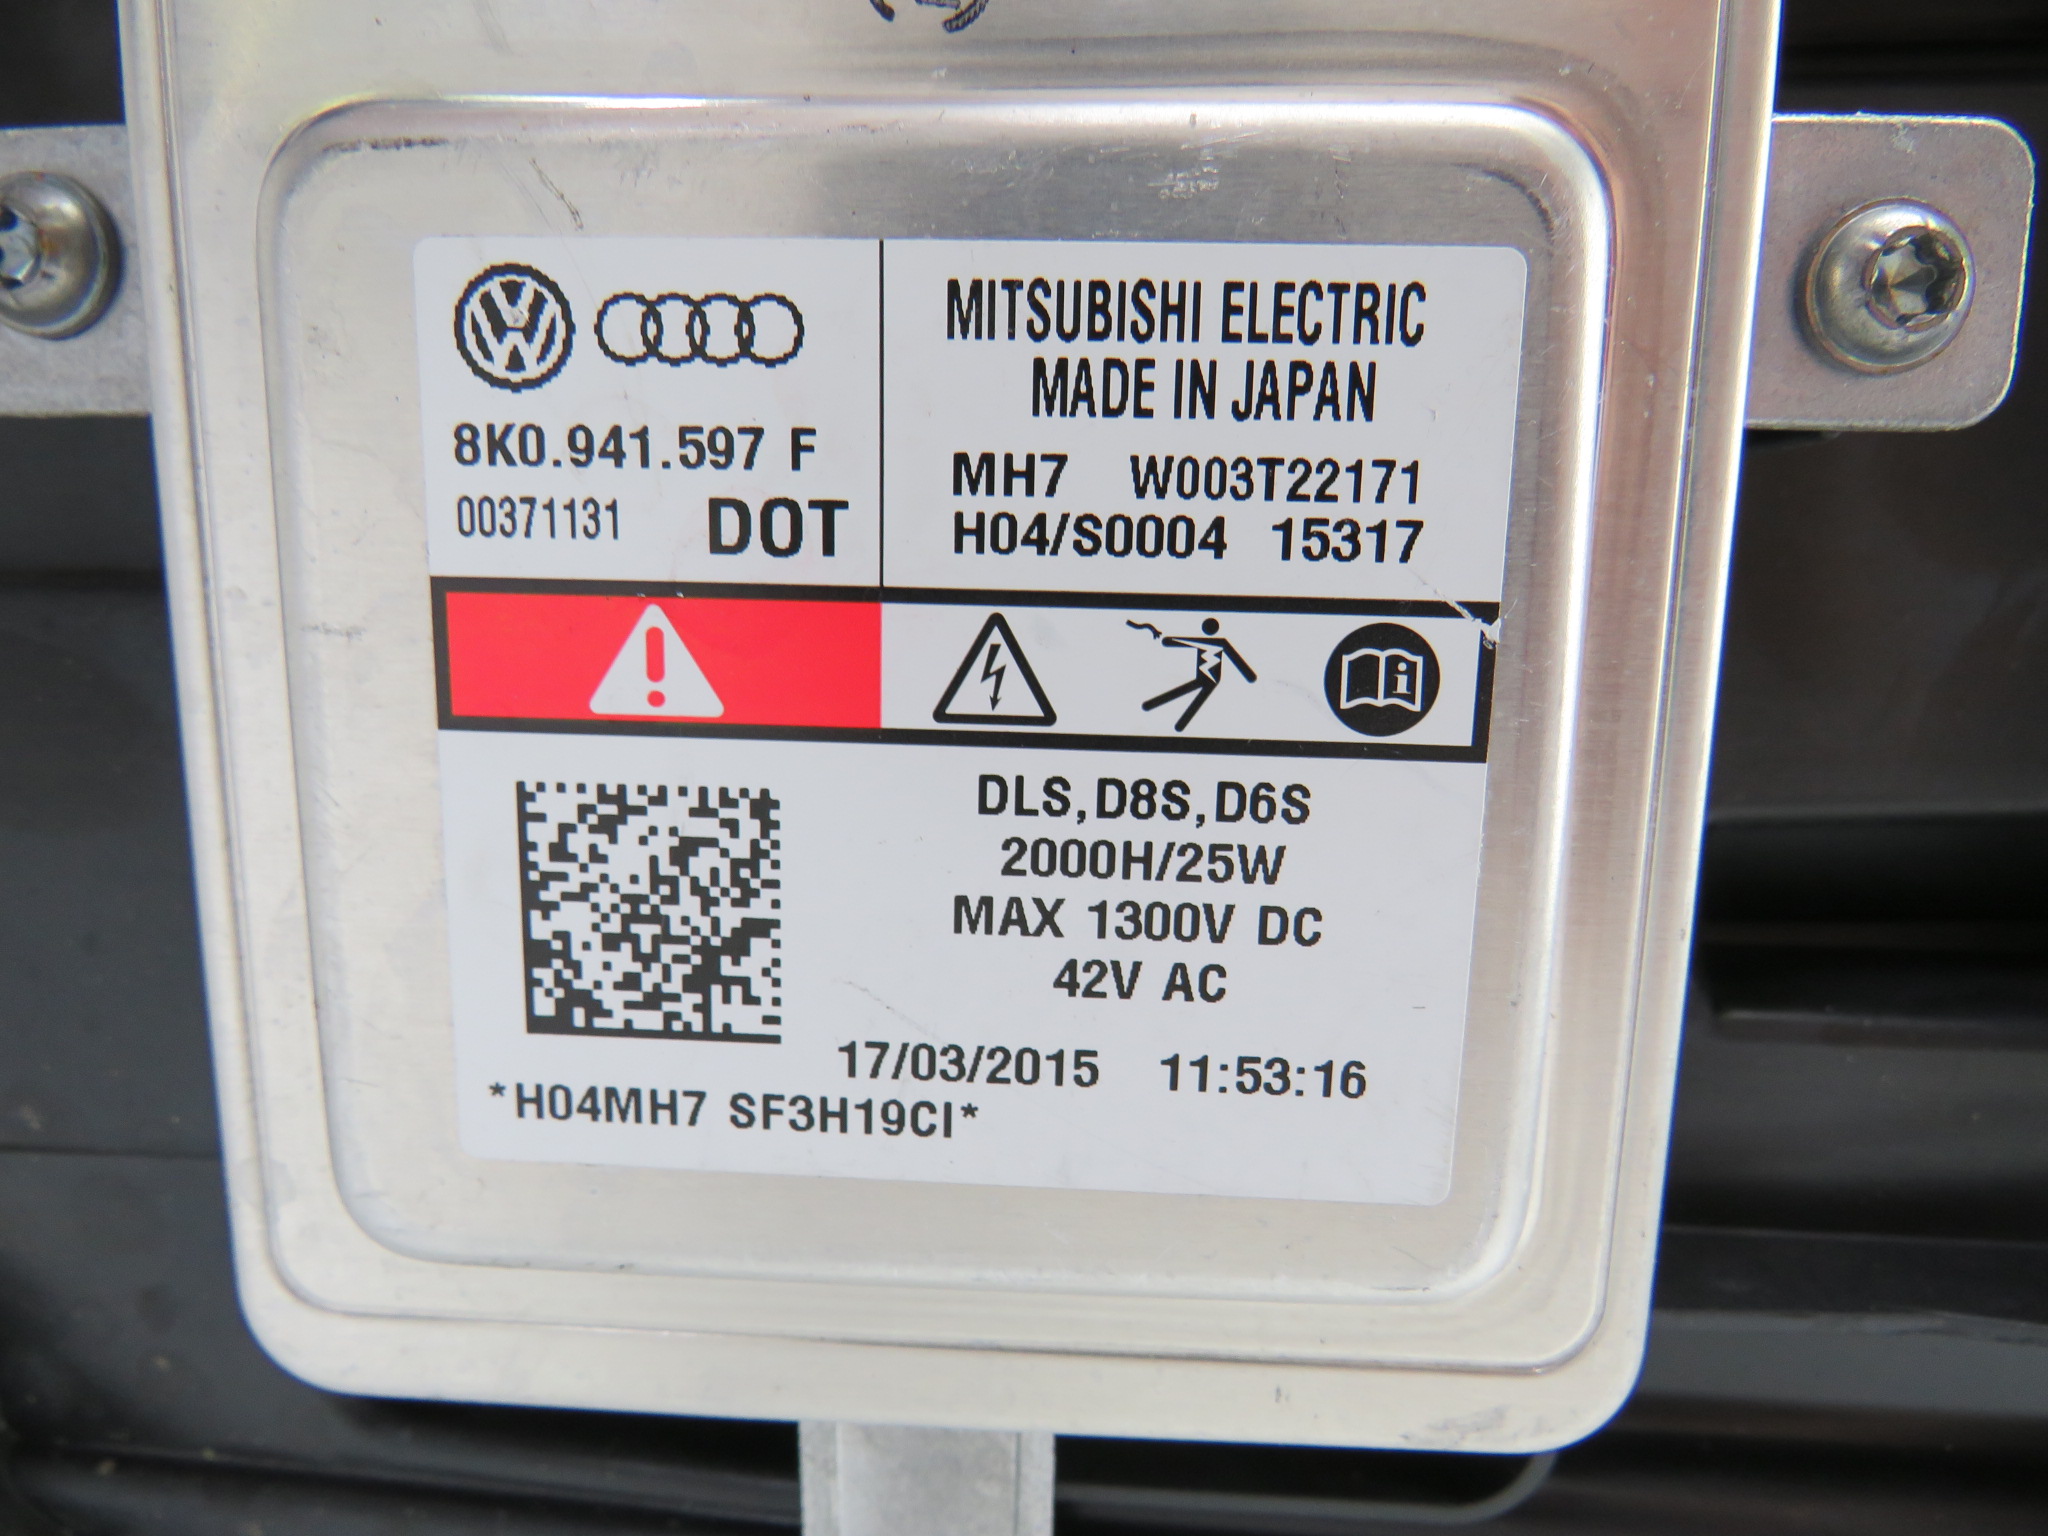 8K0.941.597 F
00371131 DOT
MITSUBISHI ELECTRIC
MADE IN JAPAN
MH7 W003T22171
H04/S0004 15317
DLS,D8S,D6S
2000H/25W
MAX 1300V DC
42V AC
17/03/2015 11:53:16
*H04MH7 SF3H19CI*